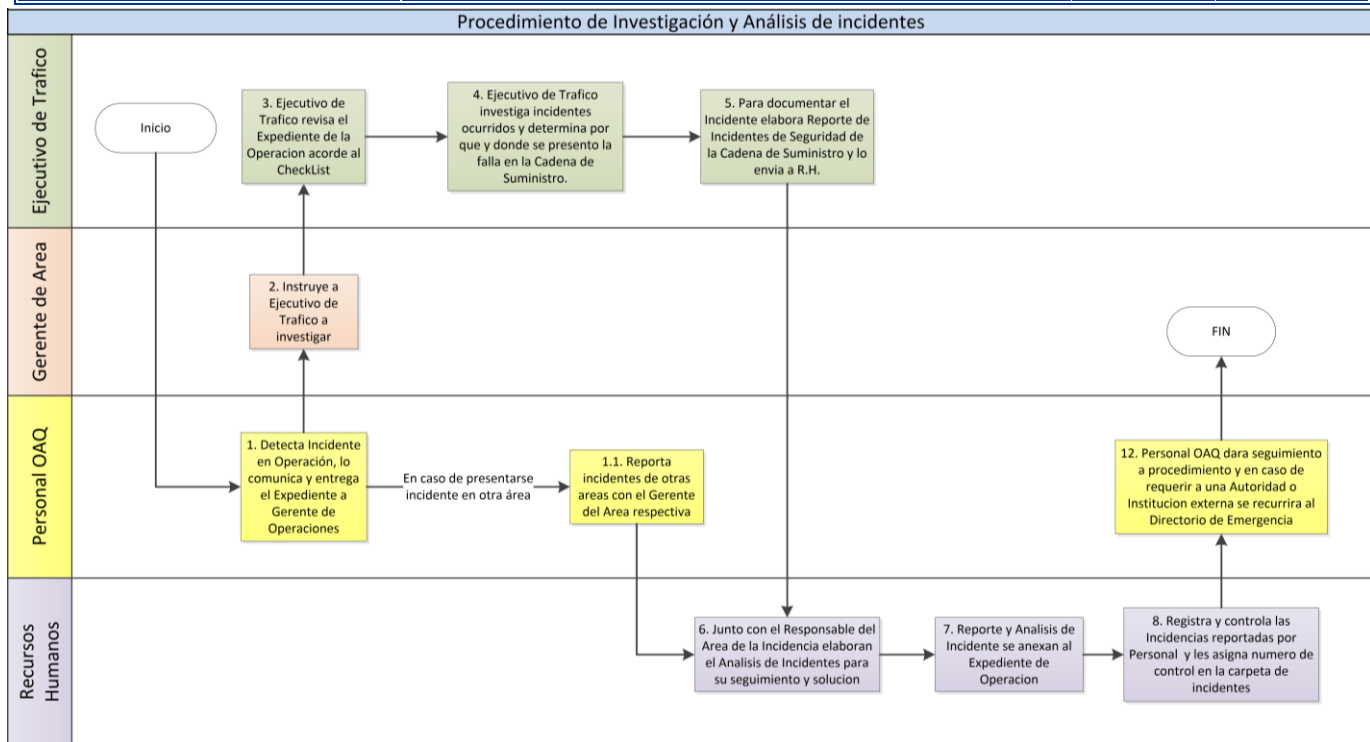 Procedimiento de Investigación y Análisis de incidentes
Ejecutivo de Trafico
Inicio
3. Ejecutivo de
Trafico revisa el
Expediente de la
Operacion acorde al
CheckList
4. Ejecutivo de Trafico
investiga incidentes
ocurridos y determina por
que y donde se presento la
falla en la Cadena de
Suministro.
5. Para documentar el
Incidente elabora Reporte de
Incidentes de Seguridad de
la Cadena de Suministro y lo
envia a R.H.
Gerente de Area
2. Instruye a
Ejecutivo de
Trafico a
investigar
FIN
Personal OAQ
1. Detecta Incidente
en Operación, lo
comunica y entrega
el Expediente a
Gerente de
Operaciones
En caso de presentarse
incidente en otra área
1.1. Reporta
incidentes de otras
areas con el Gerente
del Area respectiva
12. Personal OAQ dara seguimiento
a procedimiento y en caso de
requerir a una Autoridad o
Institucion externa se recurrira al
Directorio de Emergencia
Recursos
Humanos
6. Junto con el Responsable del
Area de la Incidencia elaboran
el Analisis de Incidentes para
su seguimiento y solucion
7. Reporte y Analisis de
Incidente se anexan al
Expediente de
Operacion
8. Registra y controla las
Incidencias reportadas por
Personal y les asigna numero de
control en la carpeta de
incidentes